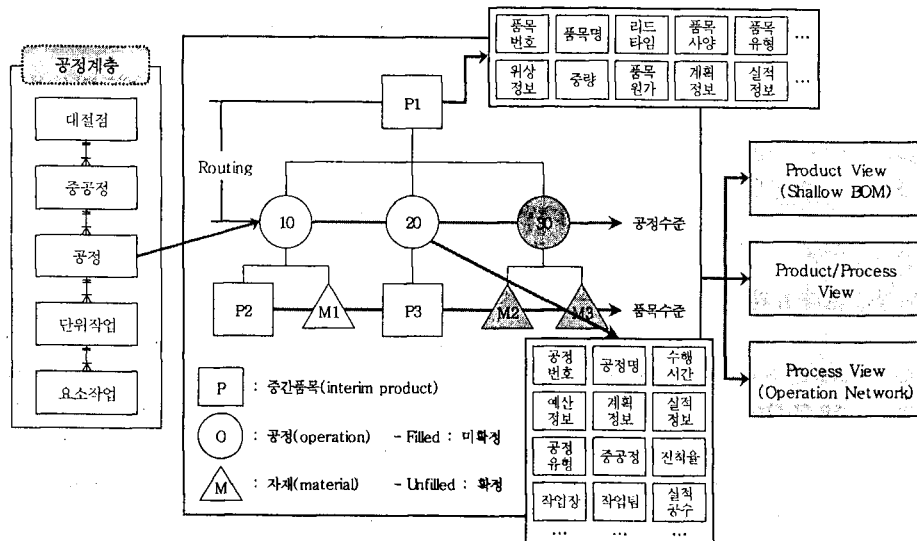 공정계층
대절점
중공정
공정
단위작업
요소작업
Routing
P1
10
20
30
공정수준
P2
M1
P3
M2
M3
품목수준
P : 중간품목(interim product)
O : 공정(operation) - Filled : 미확정
M : 자재(material) - Unfilled : 확정
품목
번호
품목명
리드
타임
품목
사양
품목
유형
...
위상
정보
중량
품목
원가
계획
정보
실적
정보
...
공정
번호
공정명
수행
시간
예산
정보
계획
정보
실적
정보
공정
유형
중공정
진척율
작업장
작업팀
실적
공수
...
...
...
Product View
(Shallow BOM)
Product/Process
View
Process View
(Operation Network)